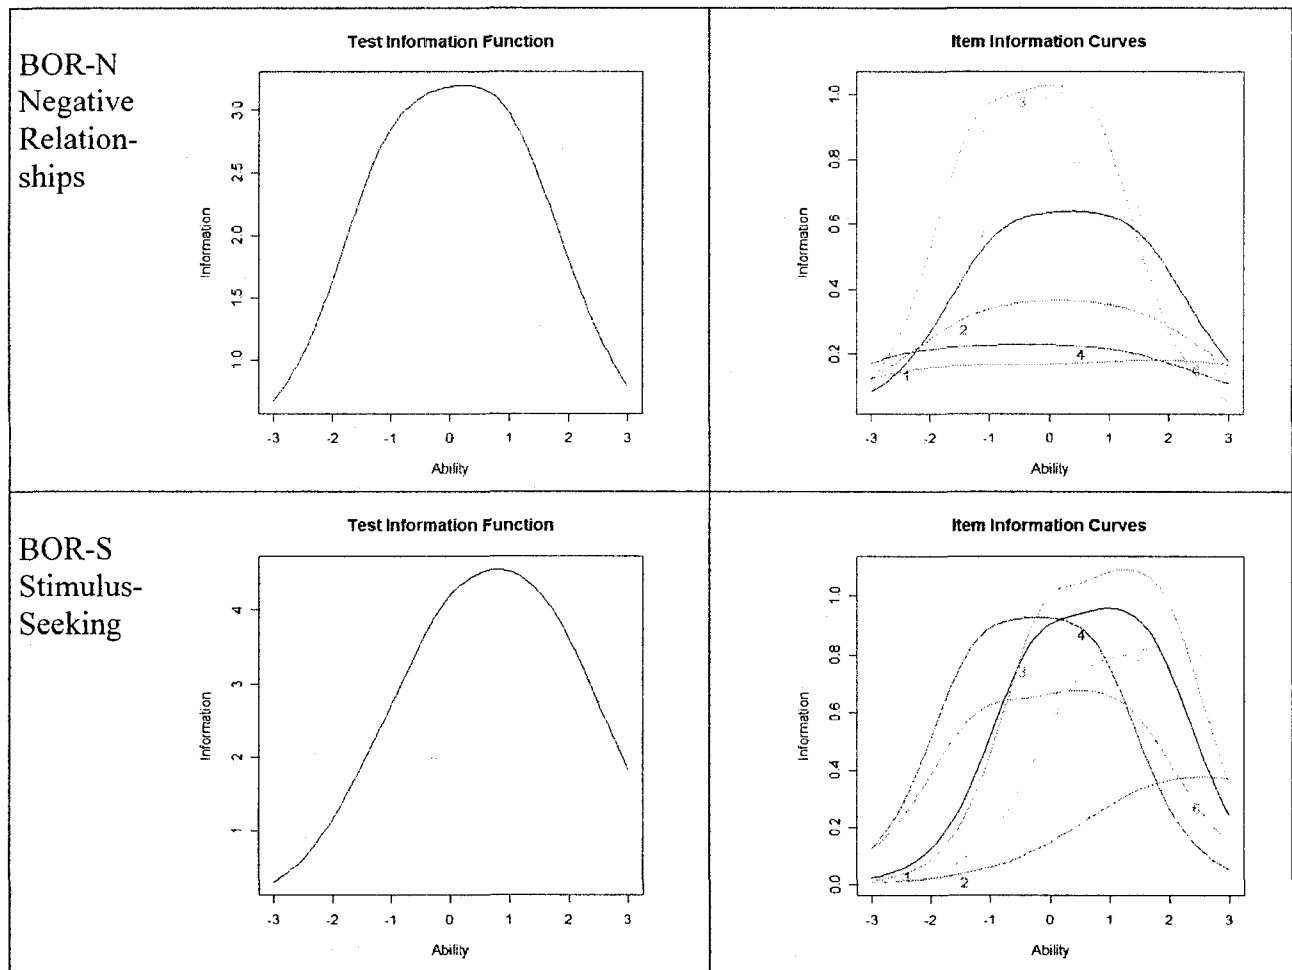 BOR-N
Negative
Relation-
ships
Test Information Function
Information
1.0
1.5
2.0
2.5
3.0
-3 -2 -1 0 1 2 3
Ability
Item Information Curves
Information
0.2
0.4
0.6
0.8
1.0
3
2
4
1
6
-3 -2 -1 0 1 2 3
Ability
BOR-S
Stimulus-
Seeking
Test Information Function
Information
1
2
3
4
-3 -2 -1 0 1 2 3
Ability
Item Information Curves
Information
0.0
0.2
0.4
0.6
0.8
1.0
4
3
6
1
2
-3 -2 -1 0 1 2 3
Ability